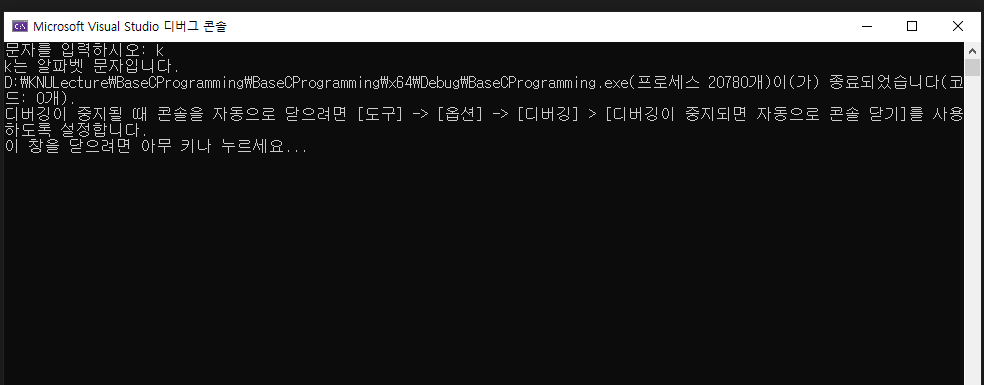 Microsoft Visual Studio 디버그 콘솔
문자를 입력하시오: k
k는 알파벳 문자입니다.
D:\KNULecture\BaseCProgramming\BaseCProgramming\x64\Debug\BaseCProgramming.exe(프로세스 20780개)이(가) 종료되었습니다(코
드: 0개).
디버깅이 중지될 때 콘솔을 자동으로 닫으려면 [도구] -> [옵션] -> [디버깅] > [디버깅이 중지되면 자동으로 콘솔 닫기]를 사용
하도록 설정합니다.
이 창을 닫으려면 아무 키나 누르세요...